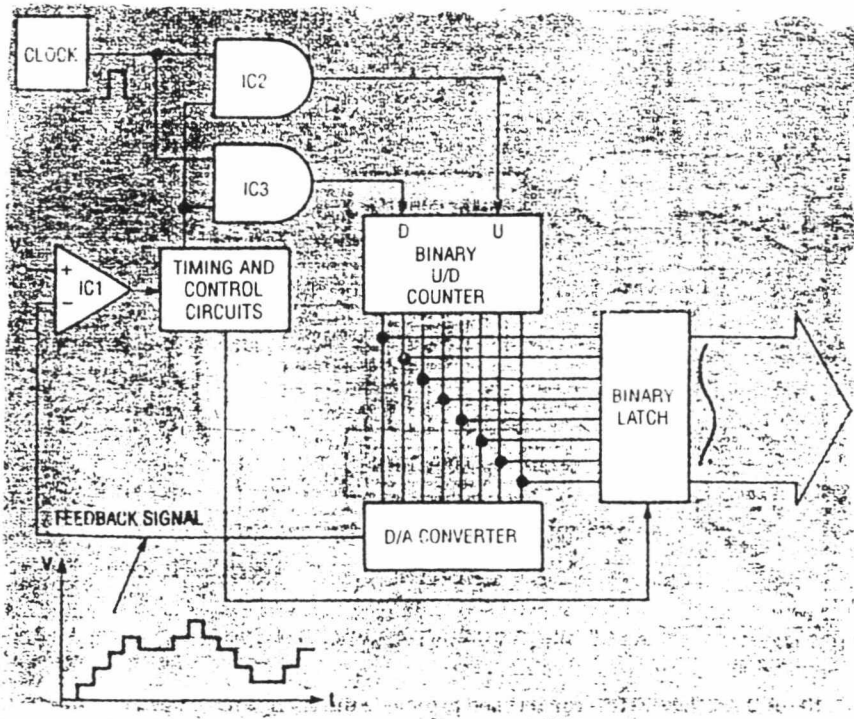 CLOCK
IC2
IC3
D U
BINARY
U/D
COUNTER
V
+
−
IC1
TIMING AND
CONTROL
CIRCUITS
BINARY
LATCH
FEEDBACK SIGNAL
D/A CONVERTER
V